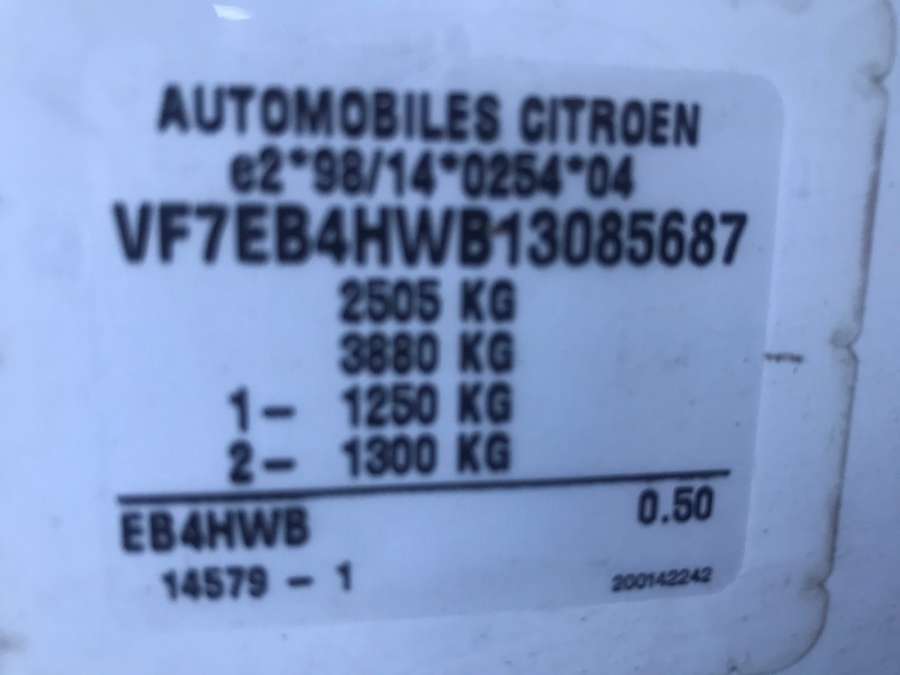 AUTOMOBILES CITROEN
e2*98/14*0254*04
VF7EB4HWB13085687
2505 KG
3880 KG
1- 1250 KG
2- 1300 KG
EB4HWB 0.50
14579 - 1 200142242